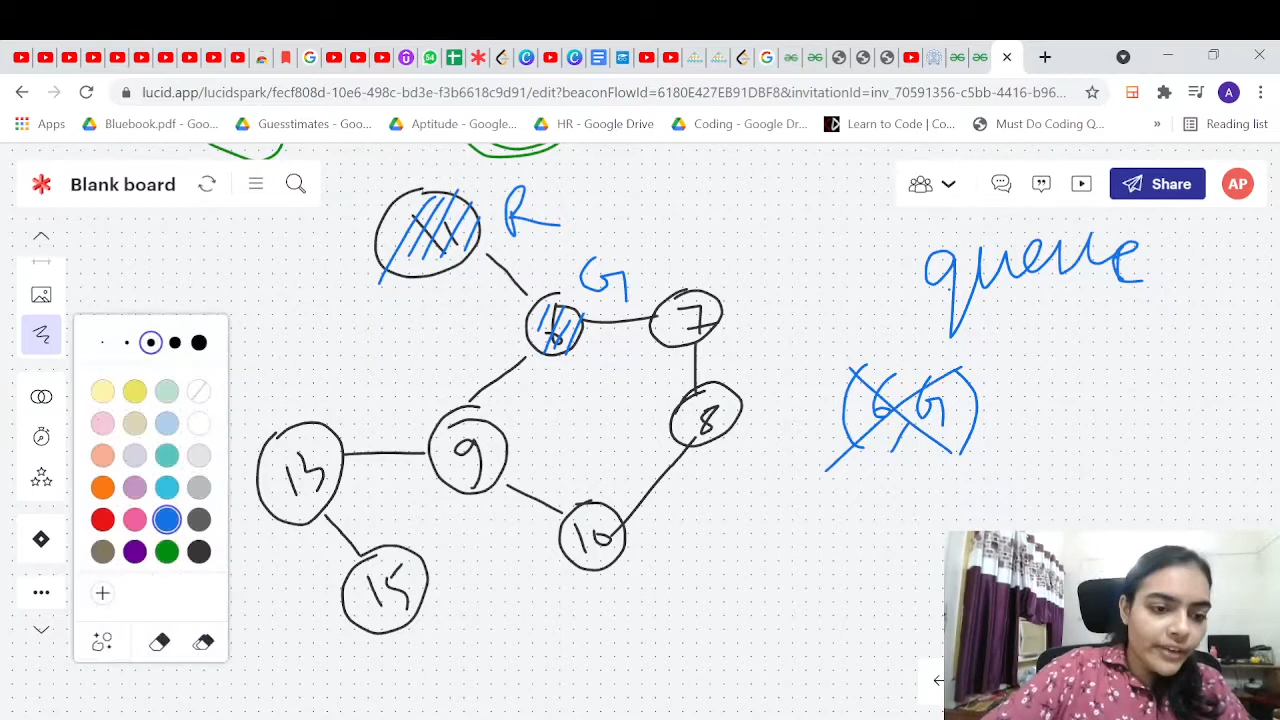 lucid.app/lucidspark/fecf808d-10e6-498c-bd3e-f3b6618c9d91/edit?beaconFlowId=6180E427EB91DBF8&invitationId=inv_70591356-c5bb-4416-b96...
A
Apps
Bluebook.pdf - Goo...
Guesstimates - Goo...
Aptitude - Google...
HR - Google Drive
Coding - Google Dr...
Learn to Code | Co...
Must Do Coding Q...
»
Reading list
Blank board
Share
AP
R
queue
G
6
7
6, G
8
13
9
10
15